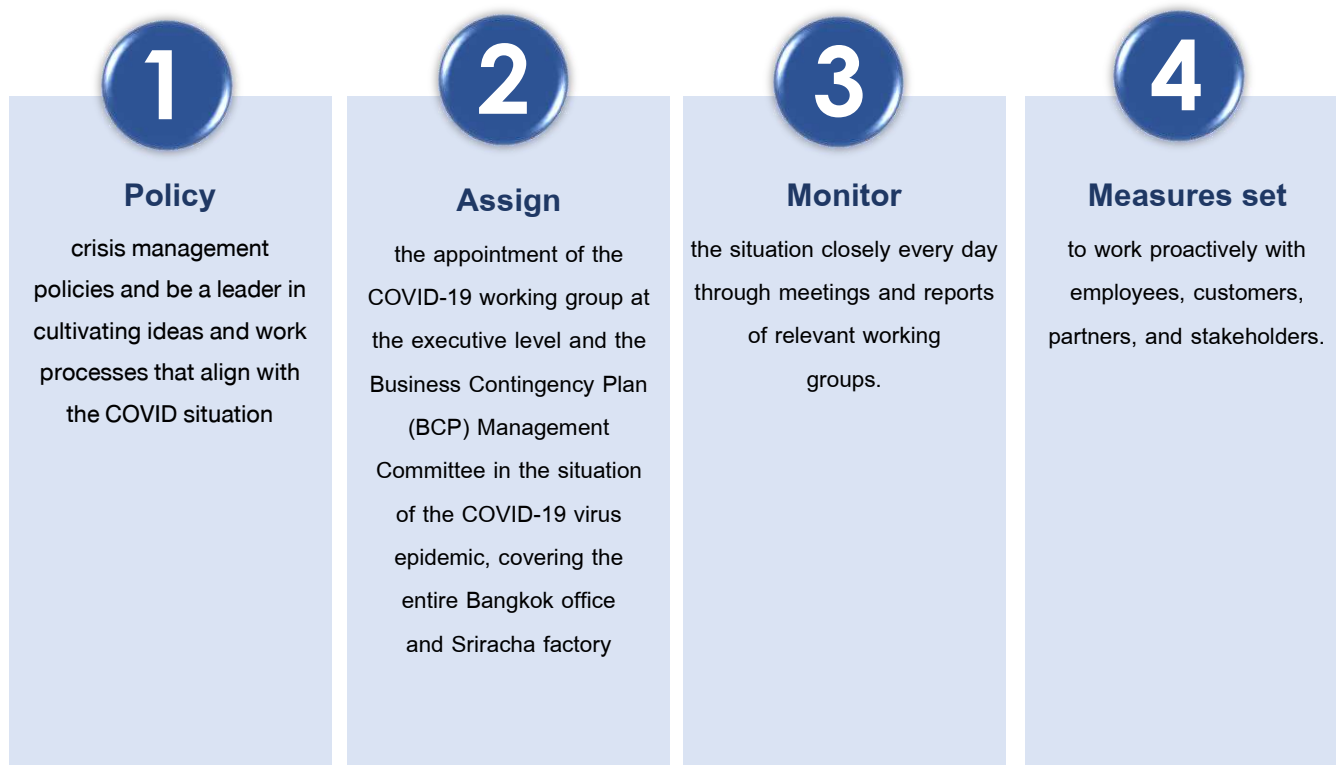 1
Policy
crisis management
policies and be a leader in
cultivating ideas and work
processes that align with
the COVID situation
2
Assign
the appointment of the
COVID-19 working group at
the executive level and the
Business Contingency Plan
(BCP) Management
Committee in the situation
of the COVID-19 virus
epidemic, covering the
entire Bangkok office
and Sriracha factory
3
Monitor
the situation closely every day
through meetings and reports
of relevant working
groups.
4
Measures set
to work proactively with
employees, customers,
partners, and stakeholders.